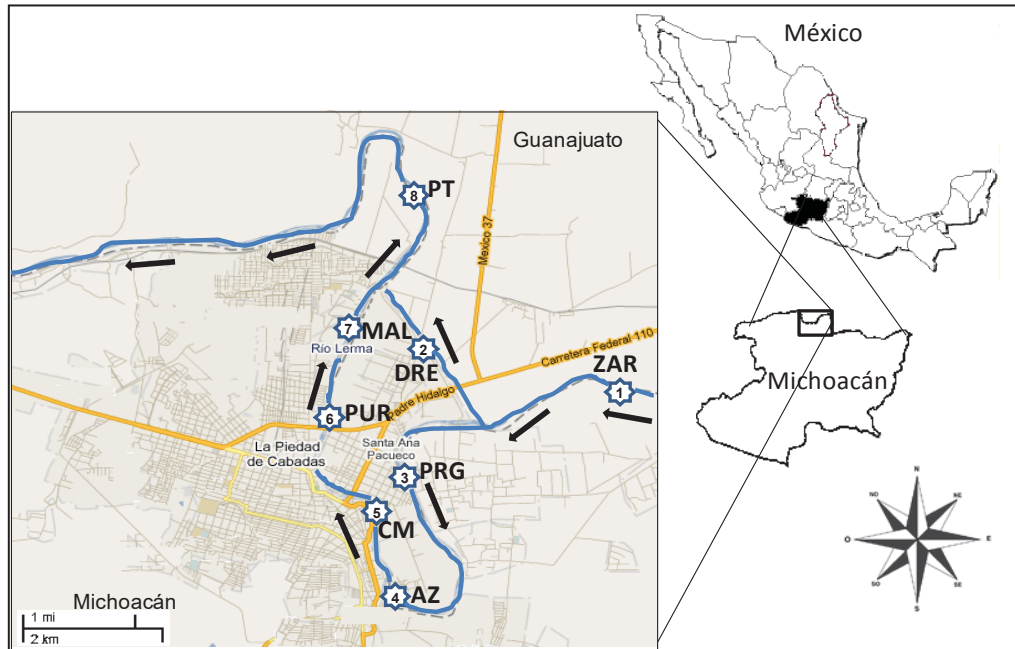 México
Guanajuato
8 PT
Mexico 37
7 MAL
Río Lerma
2
DRE
Carretera Federal 110
ZAR
1
Padre Hidalgo
6 PUR
La Piedad
de Cabadas
Santa Ana
Pacueco
3 PRG
5
CM
4 AZ
Michoacán
1 mi
2 km
Michoacán
N
NO
NE
O
E
SO
SE
S